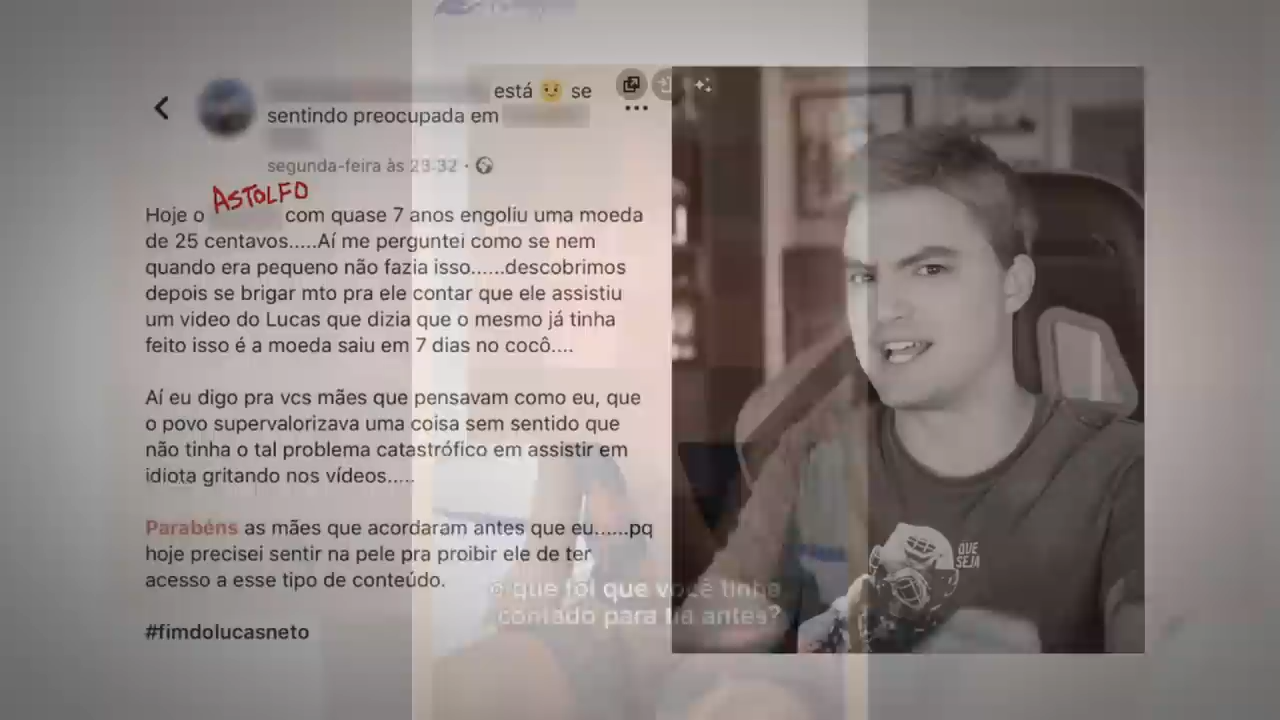 está 😟 se
sentindo preocupada em
segunda-feira às 23:32 ·
ASTOLFO
Hoje o com quase 7 anos engoliu uma moeda
de 25 centavos.....Aí me perguntei como se nem
quando era pequeno não fazia isso......descobrimos
depois se brigar mto pra ele contar que ele assistiu
um video do Lucas que dizia que o mesmo já tinha
feito isso é a moeda saiu em 7 dias no cocô....
Aí eu digo pra vcs mães que pensavam como eu, que
o povo supervalorizava uma coisa sem sentido que
não tinha o tal problema catastrófico em assistir em
idiota gritando nos vídeos.....
Parabéns as mães que acordaram antes que eu......pq
hoje precisei sentir na pele pra proibir ele de ter
acesso a esse tipo de conteúdo.
#fimdolucasneto
o que foi que você tinha
contado para tia antes?
QUE
SEJA